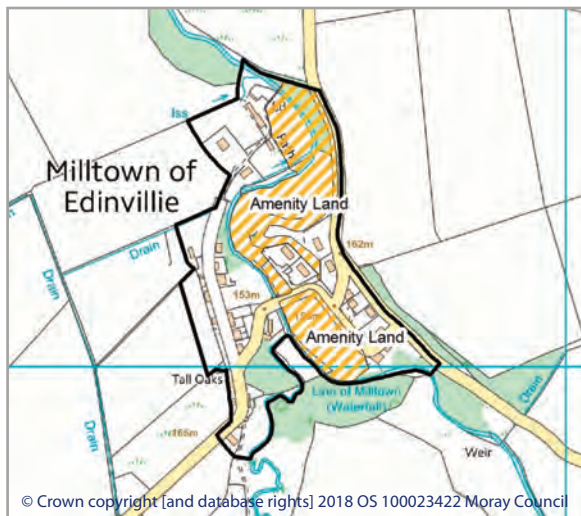 Iss
Path
Milltown of
Edinvillie
Amenity Land
Drain
162m
Drain
153m
Amenity Land
Tall Oaks
Linn of Milltown
(Waterfall)
Drain
Drain
165m
Weir
© Crown copyright [and database rights] 2018 OS 100023422 Moray Council